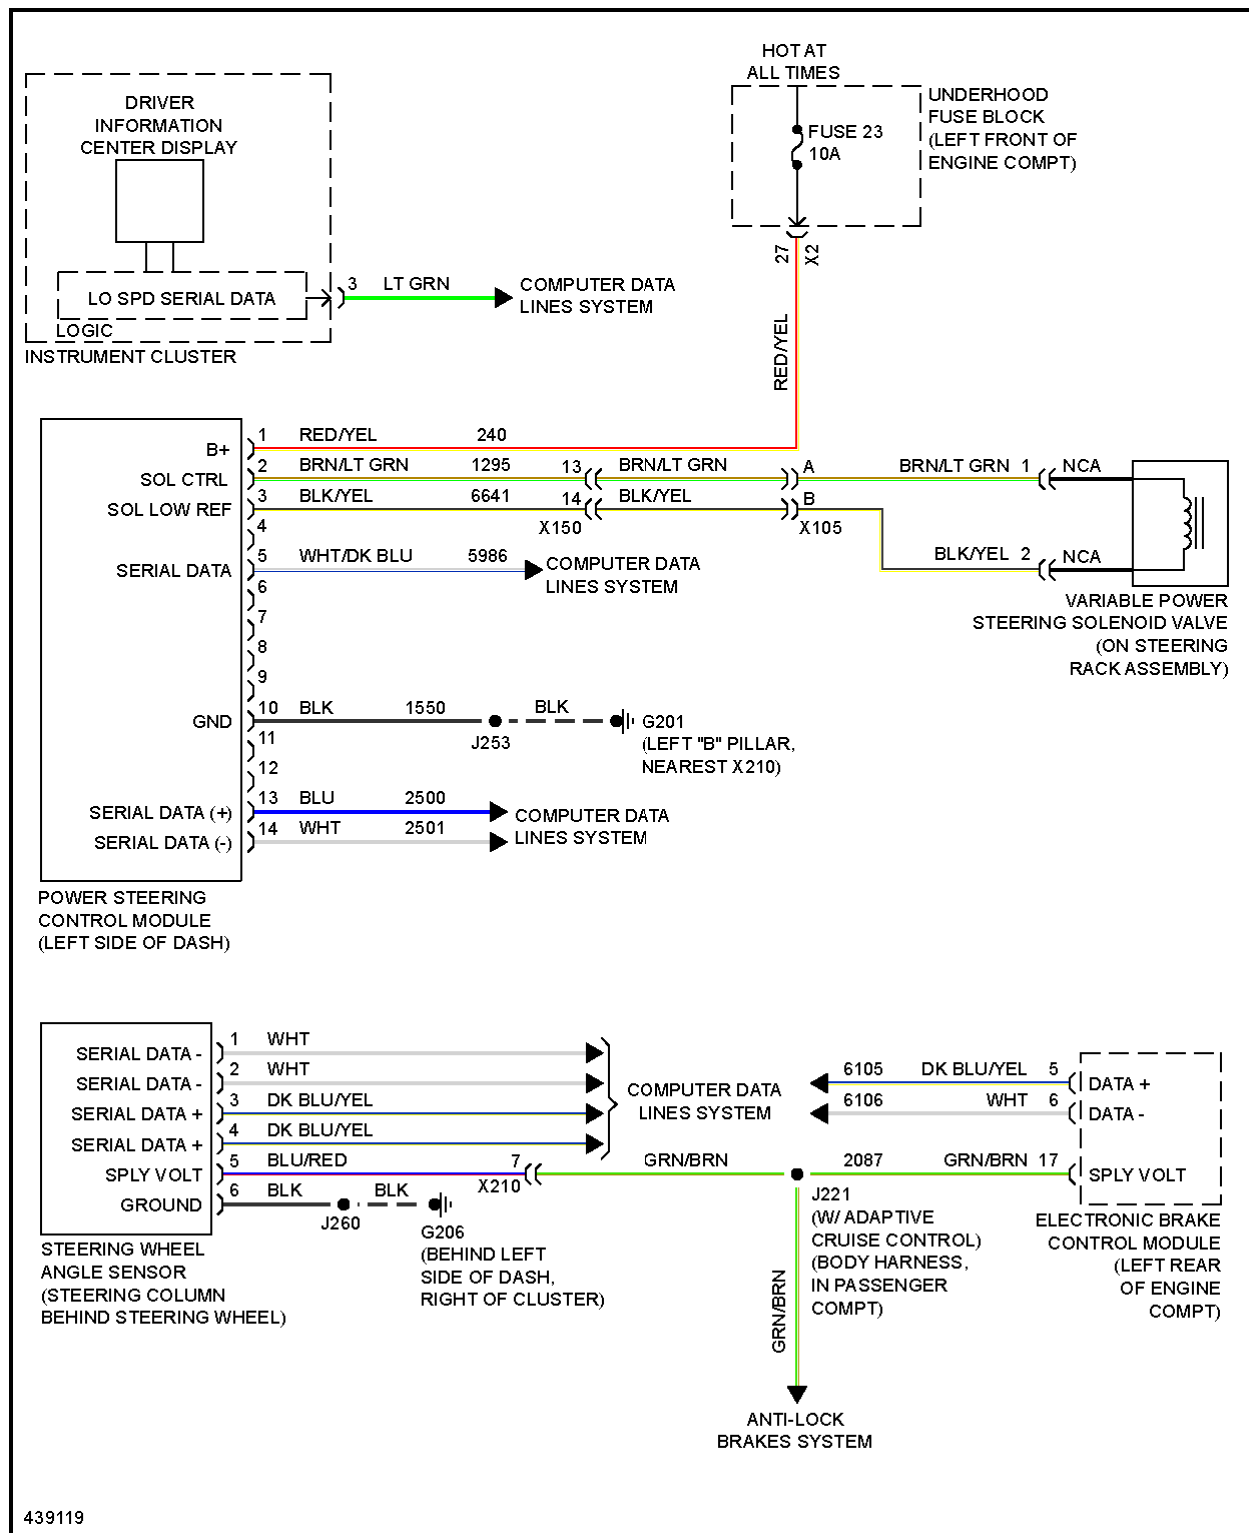 HOT AT
ALL TIMES
UNDERHOOD
FUSE BLOCK
(LEFT FRONT OF
ENGINE COMPT)
FUSE 23
10A
27
X2
RED/YEL
DRIVER
INFORMATION
CENTER DISPLAY
LO SPD SERIAL DATA
LOGIC
INSTRUMENT CLUSTER
3 LT GRN
COMPUTER DATA
LINES SYSTEM
B+ 1 RED/YEL 240
SOL CTRL 2 BRN/LT GRN 1295 13 BRN/LT GRN A BRN/LT GRN 1 NCA
SOL LOW REF 3 BLK/YEL 6641 14 BLK/YEL B
X150 X105
4
BLK/YEL 2 NCA
SERIAL DATA 5 WHT/DK BLU 5986
COMPUTER DATA
LINES SYSTEM
VARIABLE POWER
STEERING SOLENOID VALVE
(ON STEERING
RACK ASSEMBLY)
6
7
8
9
GND 10 BLK 1550 BLK
J253
G201
(LEFT "B" PILLAR,
NEAREST X210)
11
12
SERIAL DATA (+) 13 BLU 2500
SERIAL DATA (-) 14 WHT 2501
COMPUTER DATA
LINES SYSTEM
POWER STEERING
CONTROL MODULE
(LEFT SIDE OF DASH)
SERIAL DATA - 1 WHT
SERIAL DATA - 2 WHT
SERIAL DATA + 3 DK BLU/YEL
SERIAL DATA + 4 DK BLU/YEL
COMPUTER DATA
LINES SYSTEM
6105 DK BLU/YEL 5 DATA +
6106 WHT 6 DATA -
SPLY VOLT 5 BLU/RED 7 GRN/BRN 2087 GRN/BRN 17 SPLY VOLT
X210
GROUND 6 BLK BLK
J260
G206
(BEHIND LEFT
SIDE OF DASH,
RIGHT OF CLUSTER)
STEERING WHEEL
ANGLE SENSOR
(STEERING COLUMN
BEHIND STEERING WHEEL)
J221
(W/ ADAPTIVE
CRUISE CONTROL)
(BODY HARNESS,
IN PASSENGER
COMPT)
ELECTRONIC BRAKE
CONTROL MODULE
(LEFT REAR
OF ENGINE
COMPT)
GRN/BRN
ANTI-LOCK
BRAKES SYSTEM
439119